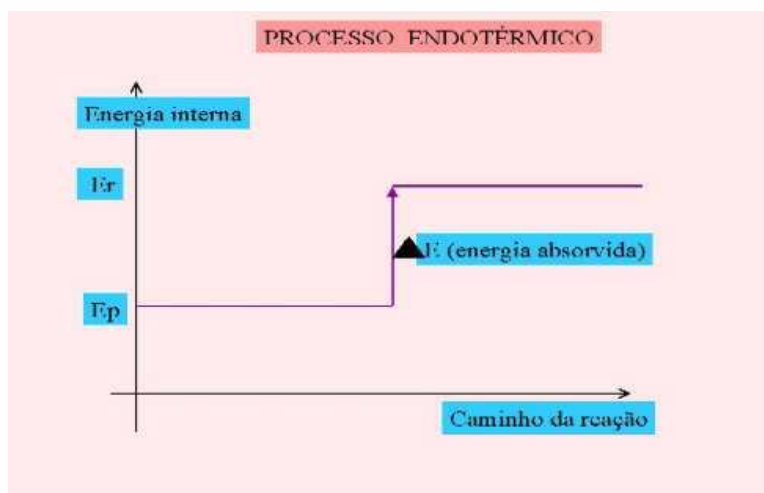 PROCESSO ENDOTÉRMICO
Energia interna
Er
E (energia absorvida)
Ep
Caminho da reação